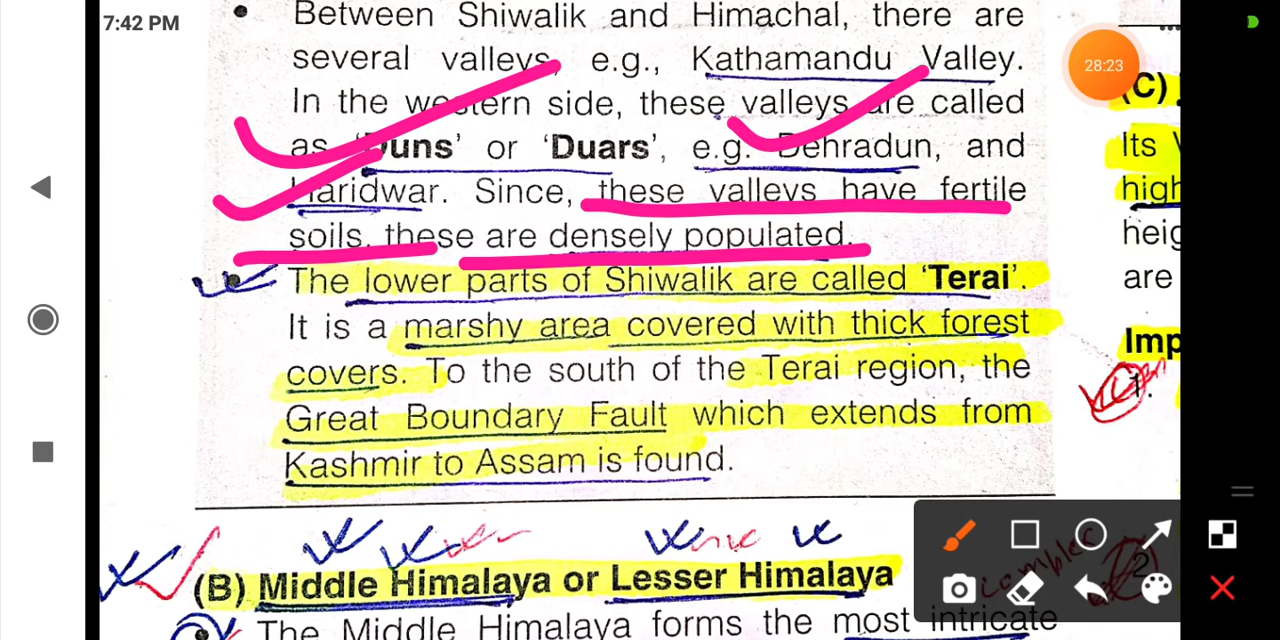 7:42 PM
28:23
Between Shiwalik and Himachal, there are
several valleys, e.g., Kathamandu Valley.
In the western side, these valleys are called
as 'Duns' or 'Duars', e.g. Dehradun, and
Haridwar. Since, these valleys have fertile
soils, these are densely populated.
The lower parts of Shiwalik are called 'Terai'.
It is a marshy area covered with thick forest
covers. To the south of the Terai region, the
Great Boundary Fault which extends from
Kashmir to Assam is found.
(B) Middle Himalaya or Lesser Himalaya
The Middle Himalaya forms the most intricate
(C)
Its
high
heig
are
Imp
1.
2